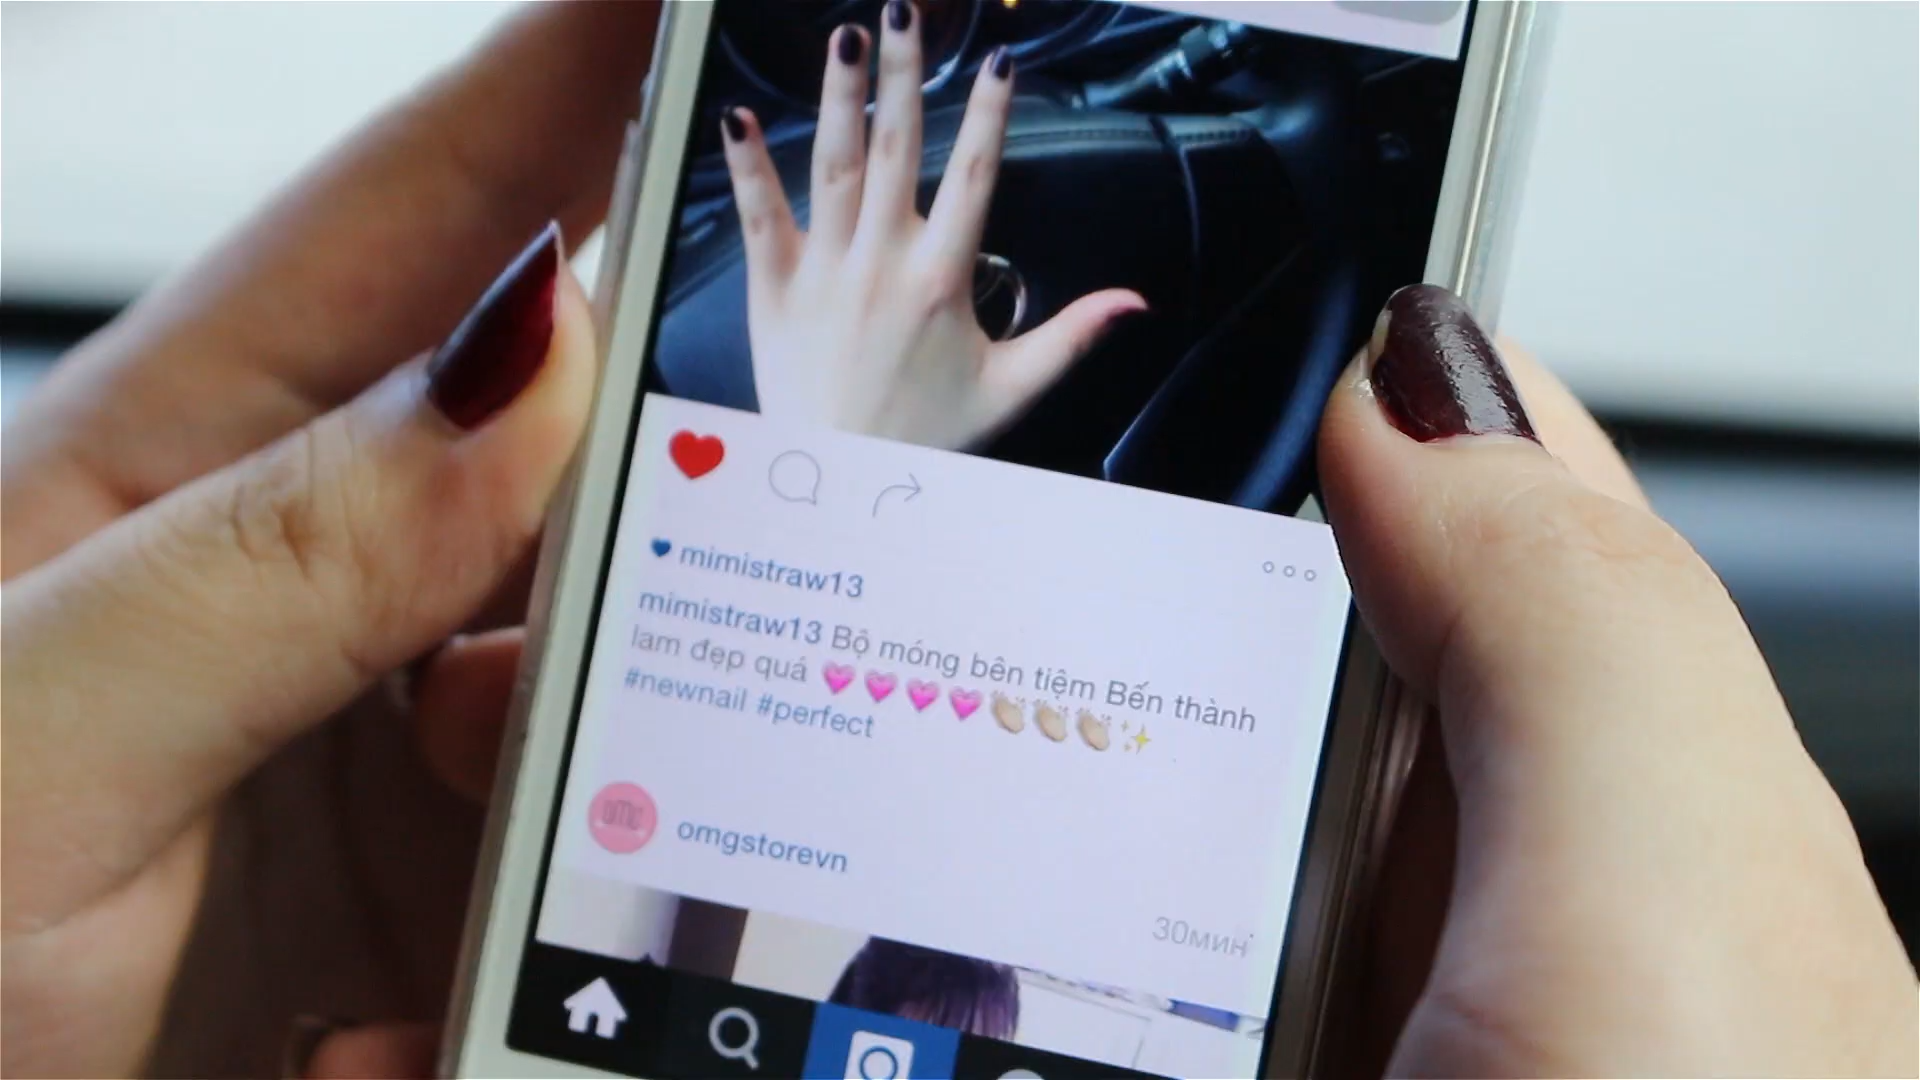 mimistraw13
mimistraw13 Bộ móng bên tiệm Bến thành
lam đẹp quá 💗💗💗💗👏🏼👏🏼👏🏼✨
#newnail #perfect
omgstorevn
30мин